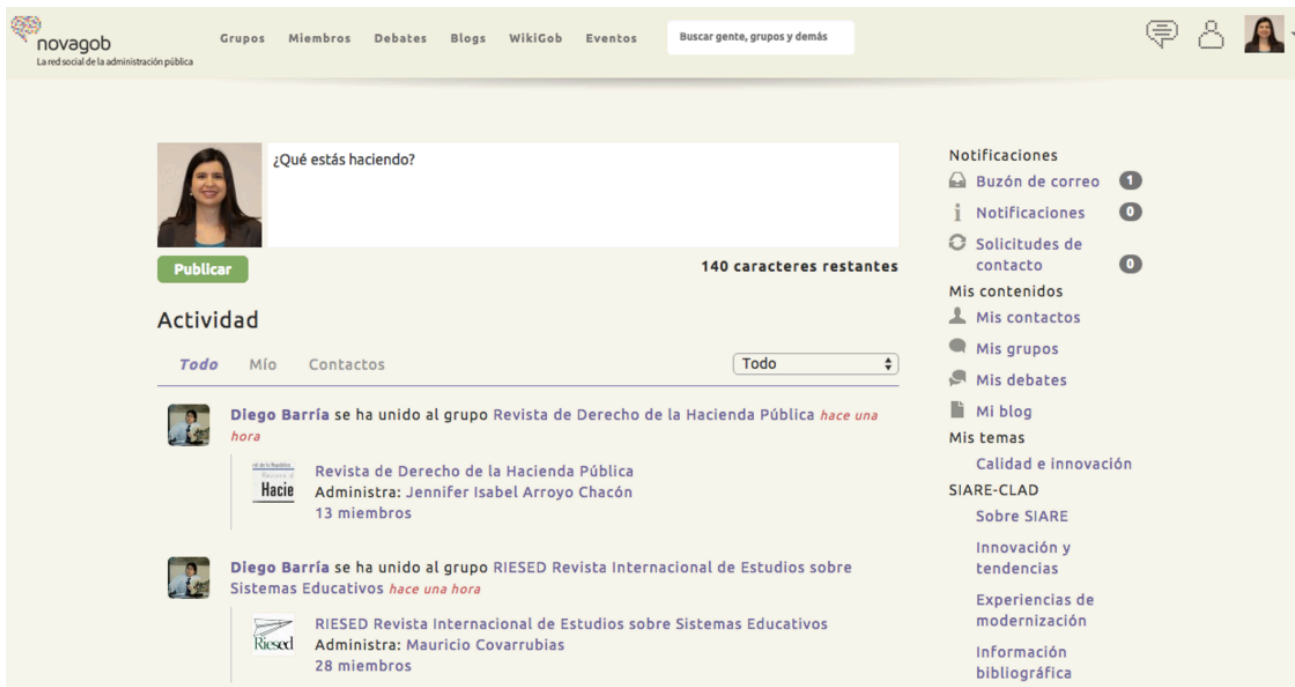 novagob
La red social de la administración pública
Grupos Miembros Debates Blogs WikiGob Eventos
Buscar gente, grupos y demás
¿Qué estás haciendo?
Publicar
140 caracteres restantes
Actividad
Todo Mío Contactos
Todo
Diego Barría se ha unido al grupo Revista de Derecho de la Hacienda Pública hace una
hora
Hacie
Revista de Derecho de la Hacienda Pública
Administra: Jennifer Isabel Arroyo Chacón
13 miembros
Diego Barría se ha unido al grupo RIESED Revista Internacional de Estudios sobre
Sistemas Educativos hace una hora
Riesed
RIESED Revista Internacional de Estudios sobre Sistemas Educativos
Administra: Mauricio Covarrubias
28 miembros
Notificaciones
Buzón de correo 1
Notificaciones 0
Solicitudes de
contacto 0
Mis contenidos
Mis contactos
Mis grupos
Mis debates
Mi blog
Mis temas
Calidad e innovación
SIARE-CLAD
Sobre SIARE
Innovación y
tendencias
Experiencias de
modernización
Información
bibliográfica